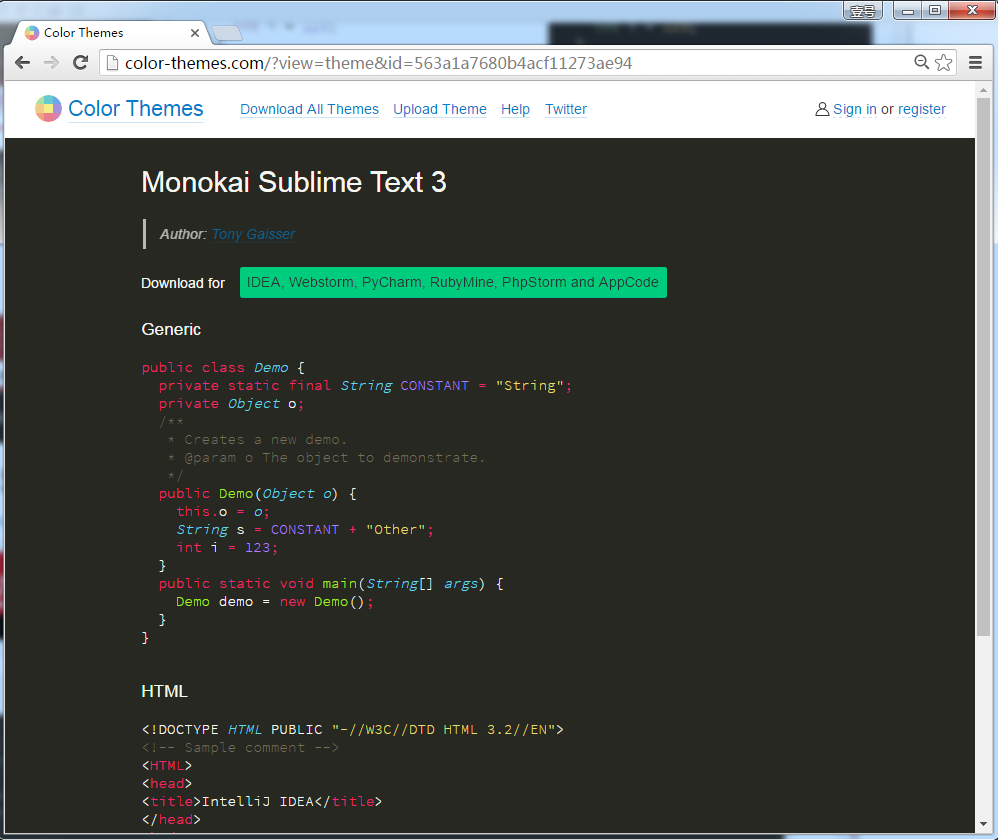 壹号
Color Themes
color-themes.com/?view=theme&id=563a1a7680b4acf11273ae94
Color Themes Download All Themes Upload Theme Help Twitter Sign in or register
Monokai Sublime Text 3
Author: Tony Gaisser
Download for IDEA, Webstorm, PyCharm, RubyMine, PhpStorm and AppCode
Generic
public class Demo {
  private static final String CONSTANT = "String";
  private Object o;
  /**
   * Creates a new demo.
   * @param o The object to demonstrate.
   */
  public Demo(Object o) {
    this.o = o;
    String s = CONSTANT + "Other";
    int i = 123;
  }
  public static void main(String[] args) {
    Demo demo = new Demo();
  }
}
HTML
<!DOCTYPE HTML PUBLIC "-//W3C//DTD HTML 3.2//EN">
<!-- Sample comment -->
<HTML>
<head>
<title>IntelliJ IDEA</title>
</head>